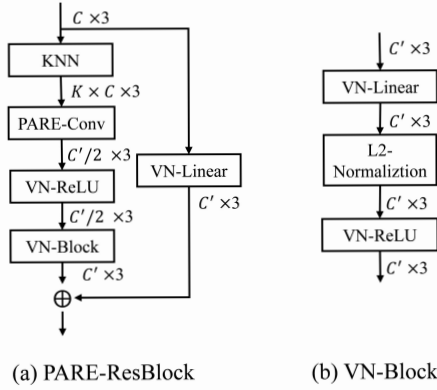 C ×3
KNN
K × C ×3
PARE-Conv
C'/2 ×3
VN-ReLU
C'/2 ×3
VN-Block
C' ×3
⊕
VN-Linear
C' ×3
(a) PARE-ResBlock
C' ×3
VN-Linear
C' ×3
L2-
Normaliztion
C' ×3
VN-ReLU
C' ×3
(b) VN-Block